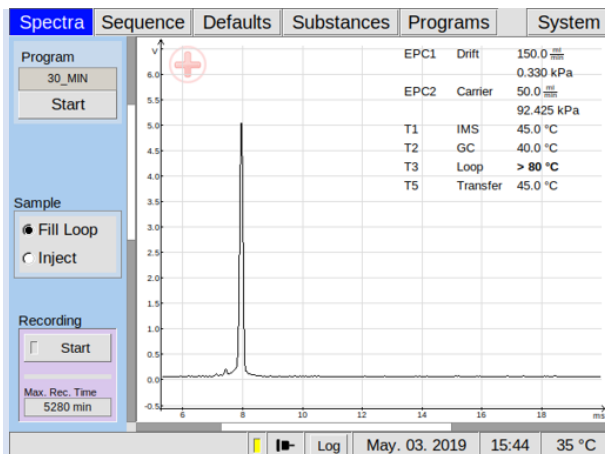 Spectra Sequence Defaults Substances Programs System
Program
30_MIN
Start
Sample
Fill Loop
Inject
Recording
Start
Max. Rec. Time
5280 min
V
6.0
5.5
5.0
4.5
4.0
3.5
3.0
2.5
2.0
1.5
1.0
0.5
0.0
-0.5
6 8 10 12 14 16 18 ms
EPC1 Drift 150.0 ml/min
0.330 kPa
EPC2 Carrier 50.0 ml/min
92.425 kPa
T1 IMS 45.0 °C
T2 GC 40.0 °C
T3 Loop > 80 °C
T5 Transfer 45.0 °C
Log May. 03. 2019 15:44 35 °C